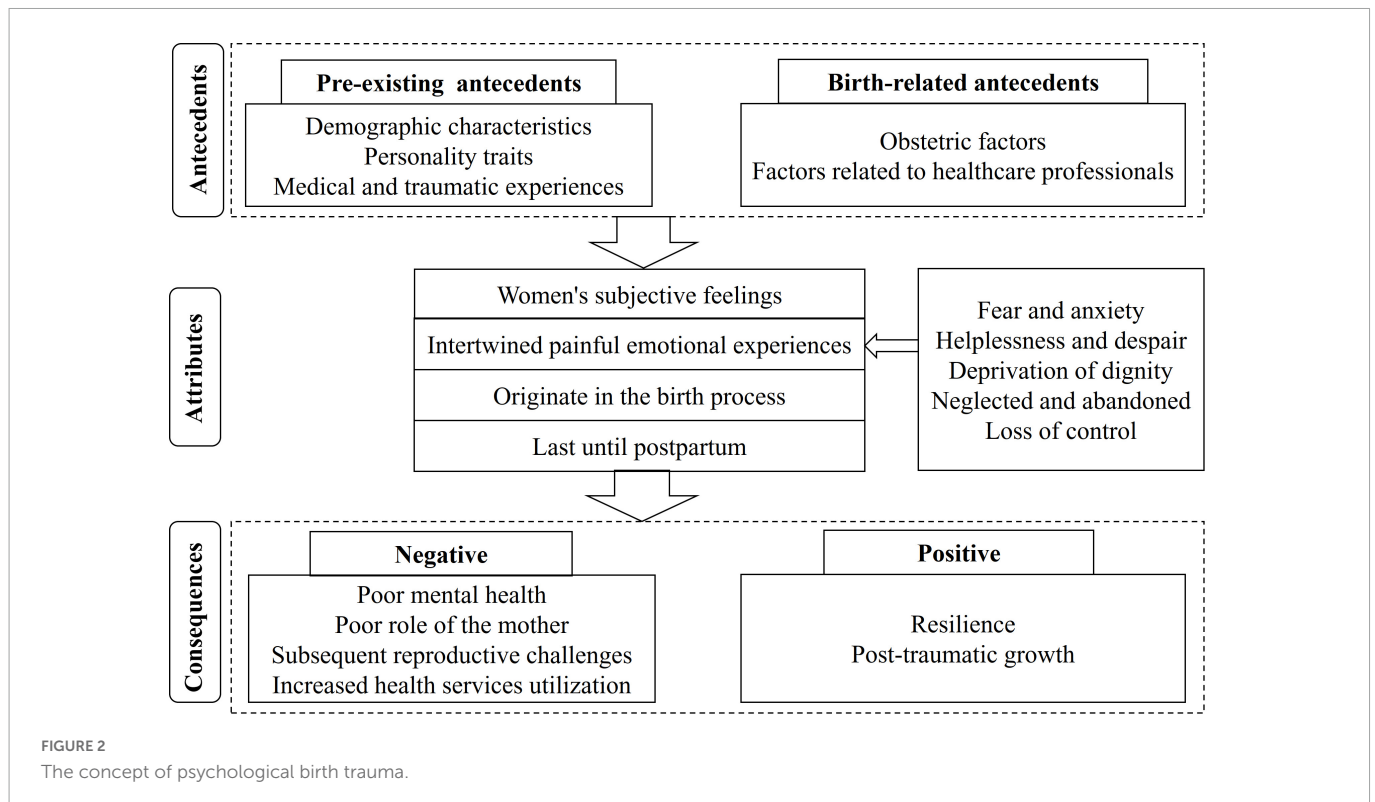 Antecedents
Pre-existing antecedents
Demographic characteristics
Personality traits
Medical and traumatic experiences
Birth-related antecedents
Obstetric factors
Factors related to healthcare professionals
Attributes
Women's subjective feelings
Intertwined painful emotional experiences
Originate in the birth process
Last until postpartum
Fear and anxiety
Helplessness and despair
Deprivation of dignity
Neglected and abandoned
Loss of control
Consequences
Negative
Poor mental health
Poor role of the mother
Subsequent reproductive challenges
Increased health services utilization
Positive
Resilience
Post-traumatic growth
FIGURE 2
The concept of psychological birth trauma.